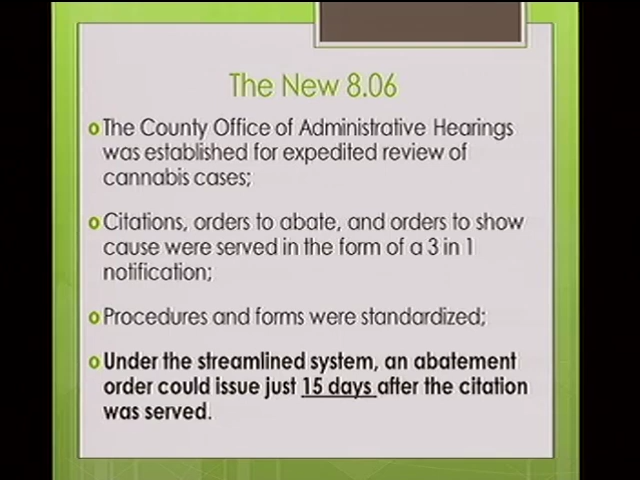 The New 8.06
The County Office of Administrative Hearings
was established for expedited review of
cannabis cases;
Citations, orders to abate, and orders to show
cause were served in the form of a 3 in 1
notification;
Procedures and forms were standardized;
Under the streamlined system, an abatement
order could issue just 15 days after the citation
was served.